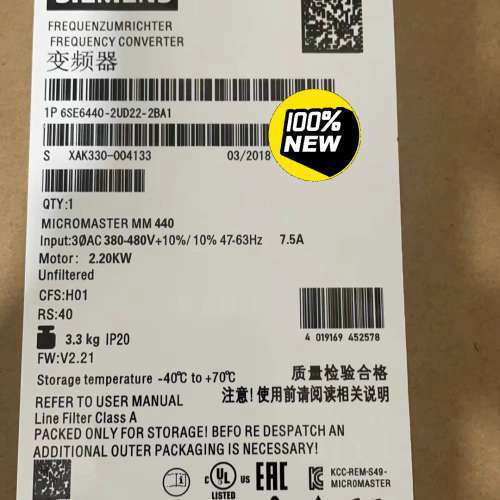 SIEMENS
FREQUENZUMRICHTER
FREQUENCY CONVERTER
变频器
1P 6SE6440-2UD22-2BA1
100%
NEW
S XAK330-004133 03/2018
QTY:1
MICROMASTER MM 440
Input:3ØAC 380-480V+10%/ 10% 47-63Hz 7.5A
Motor: 2.20KW
Unfiltered
CFS:H01
RS:40
4 019169 452578
3.3 kg IP20
FW:V2.21
质量检验合格
Storage temperature -40℃ to +70℃
注意!使用前请阅读相关说明
REFER TO USER MANUAL
Line Filter Class A
PACKED ONLY FOR STORAGE! BEFO RE DESPATCH AN
ADDITIONAL OUTER PACKAGING IS NECESSARY!
c UL US LISTED
EAC
KCC-REM-S49-
MICROMASTER